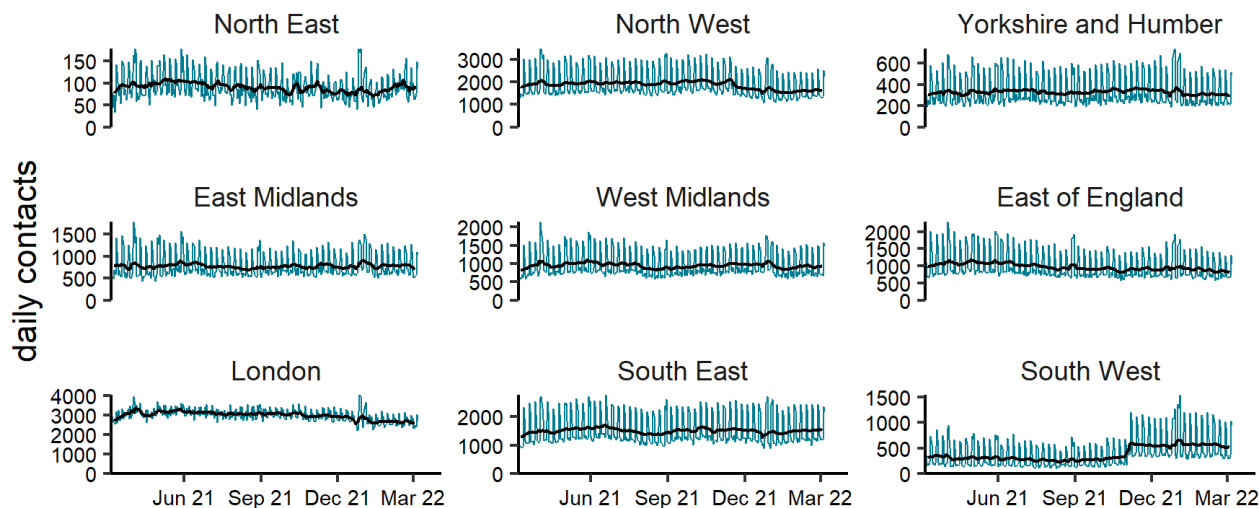 North East
North West
Yorkshire and Humber
150
100
50
0
3000
2000
1000
0
600
400
200
0
daily contacts
East Midlands
West Midlands
East of England
1500
1000
500
0
2000
1500
1000
500
0
2000
1500
1000
500
0
London
South East
South West
4000
3000
2000
1000
0
2000
1000
0
1500
1000
500
0
Jun 21 Sep 21 Dec 21 Mar 22
Jun 21 Sep 21 Dec 21 Mar 22
Jun 21 Sep 21 Dec 21 Mar 22